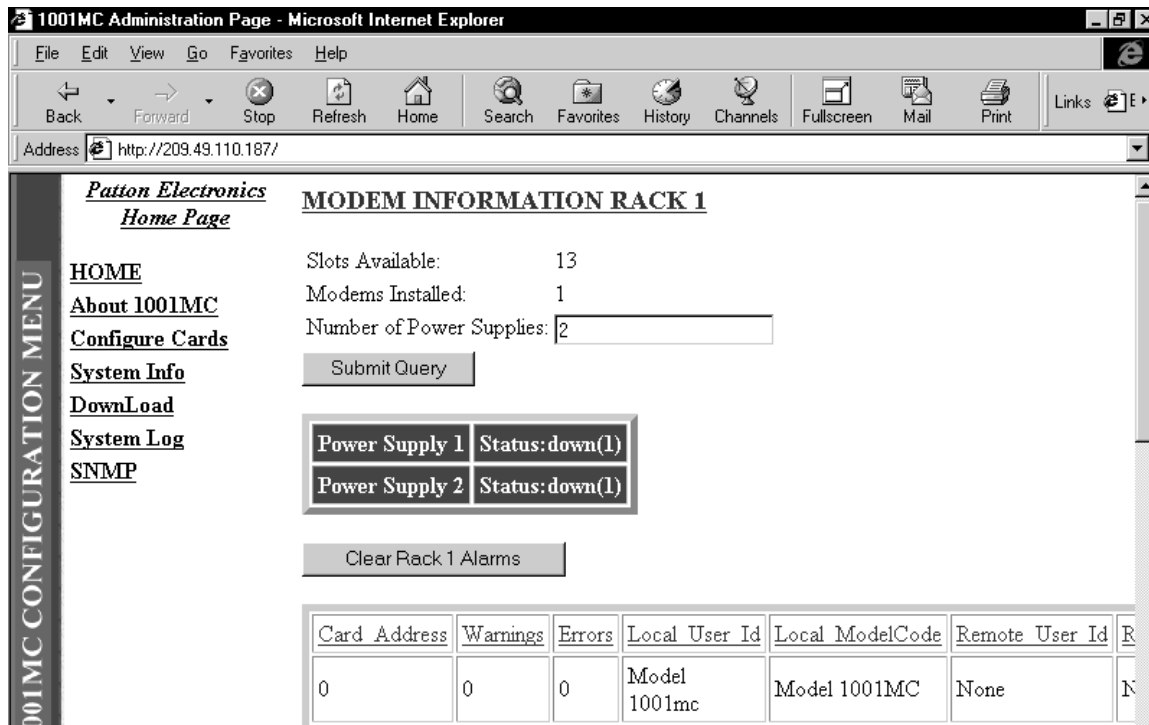 1001MC Administration Page - Microsoft Internet Explorer
File Edit View Go Favorites Help
Back Forward Stop Refresh Home Search Favorites History Channels Fullscreen Mail Print Links
Address http://209.49.110.187/
001MC CONFIGURATION MENU
Patton Electronics
Home Page
HOME
About 1001MC
Configure Cards
System Info
DownLoad
System Log
SNMP
MODEM INFORMATION RACK 1
Slots Available: 13
Modems Installed: 1
Number of Power Supplies: 2
Submit Query
Power Supply 1 Status:down(1)
Power Supply 2 Status:down(1)
Clear Rack 1 Alarms
Card Address Warnings Errors Local User Id Local ModelCode Remote User Id R
0 0 0 Model 1001mc Model 1001MC None N